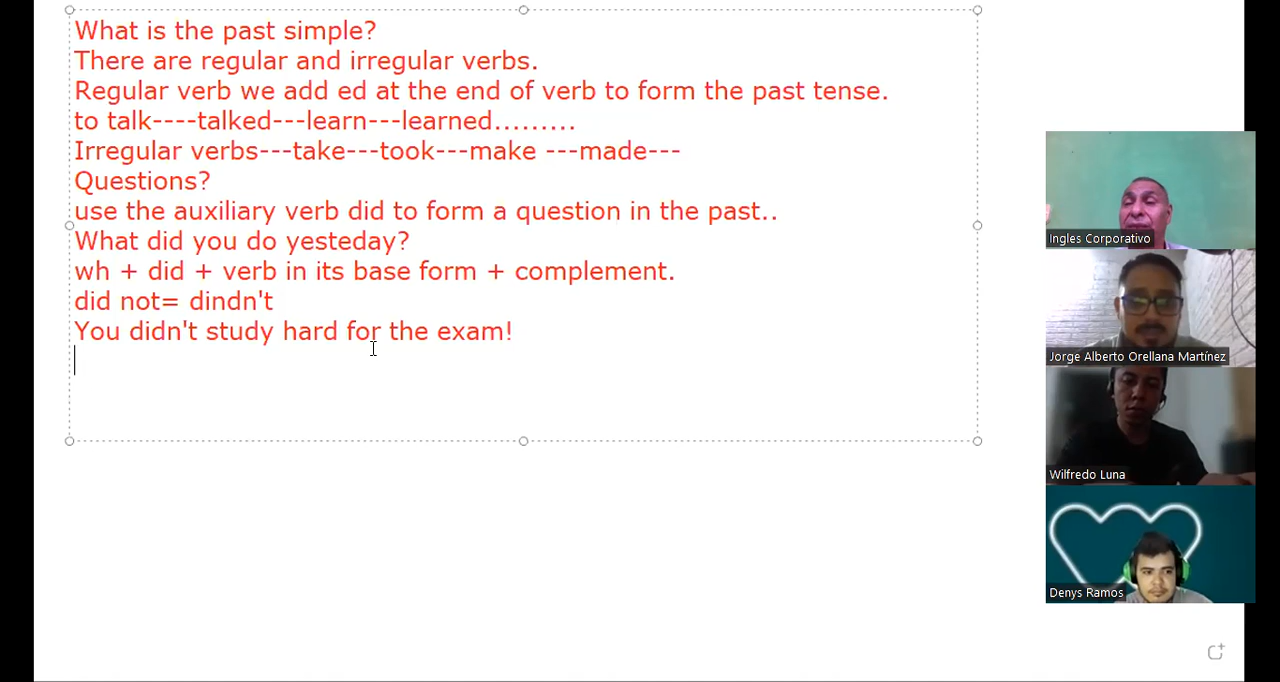 What is the past simple?
There are regular and irregular verbs.
Regular verb we add ed at the end of verb to form the past tense.
to talk----talked---learn---learned.........
Irregular verbs---take---took---make ---made---
Questions?
use the auxiliary verb did to form a question in the past..
What did you do yesteday?
wh + did + verb in its base form + complement.
did not= dindn't
You didn't study hard for the exam!
Ingles Corporativo
Jorge Alberto Orellana Martínez
Wilfredo Luna
Denys Ramos